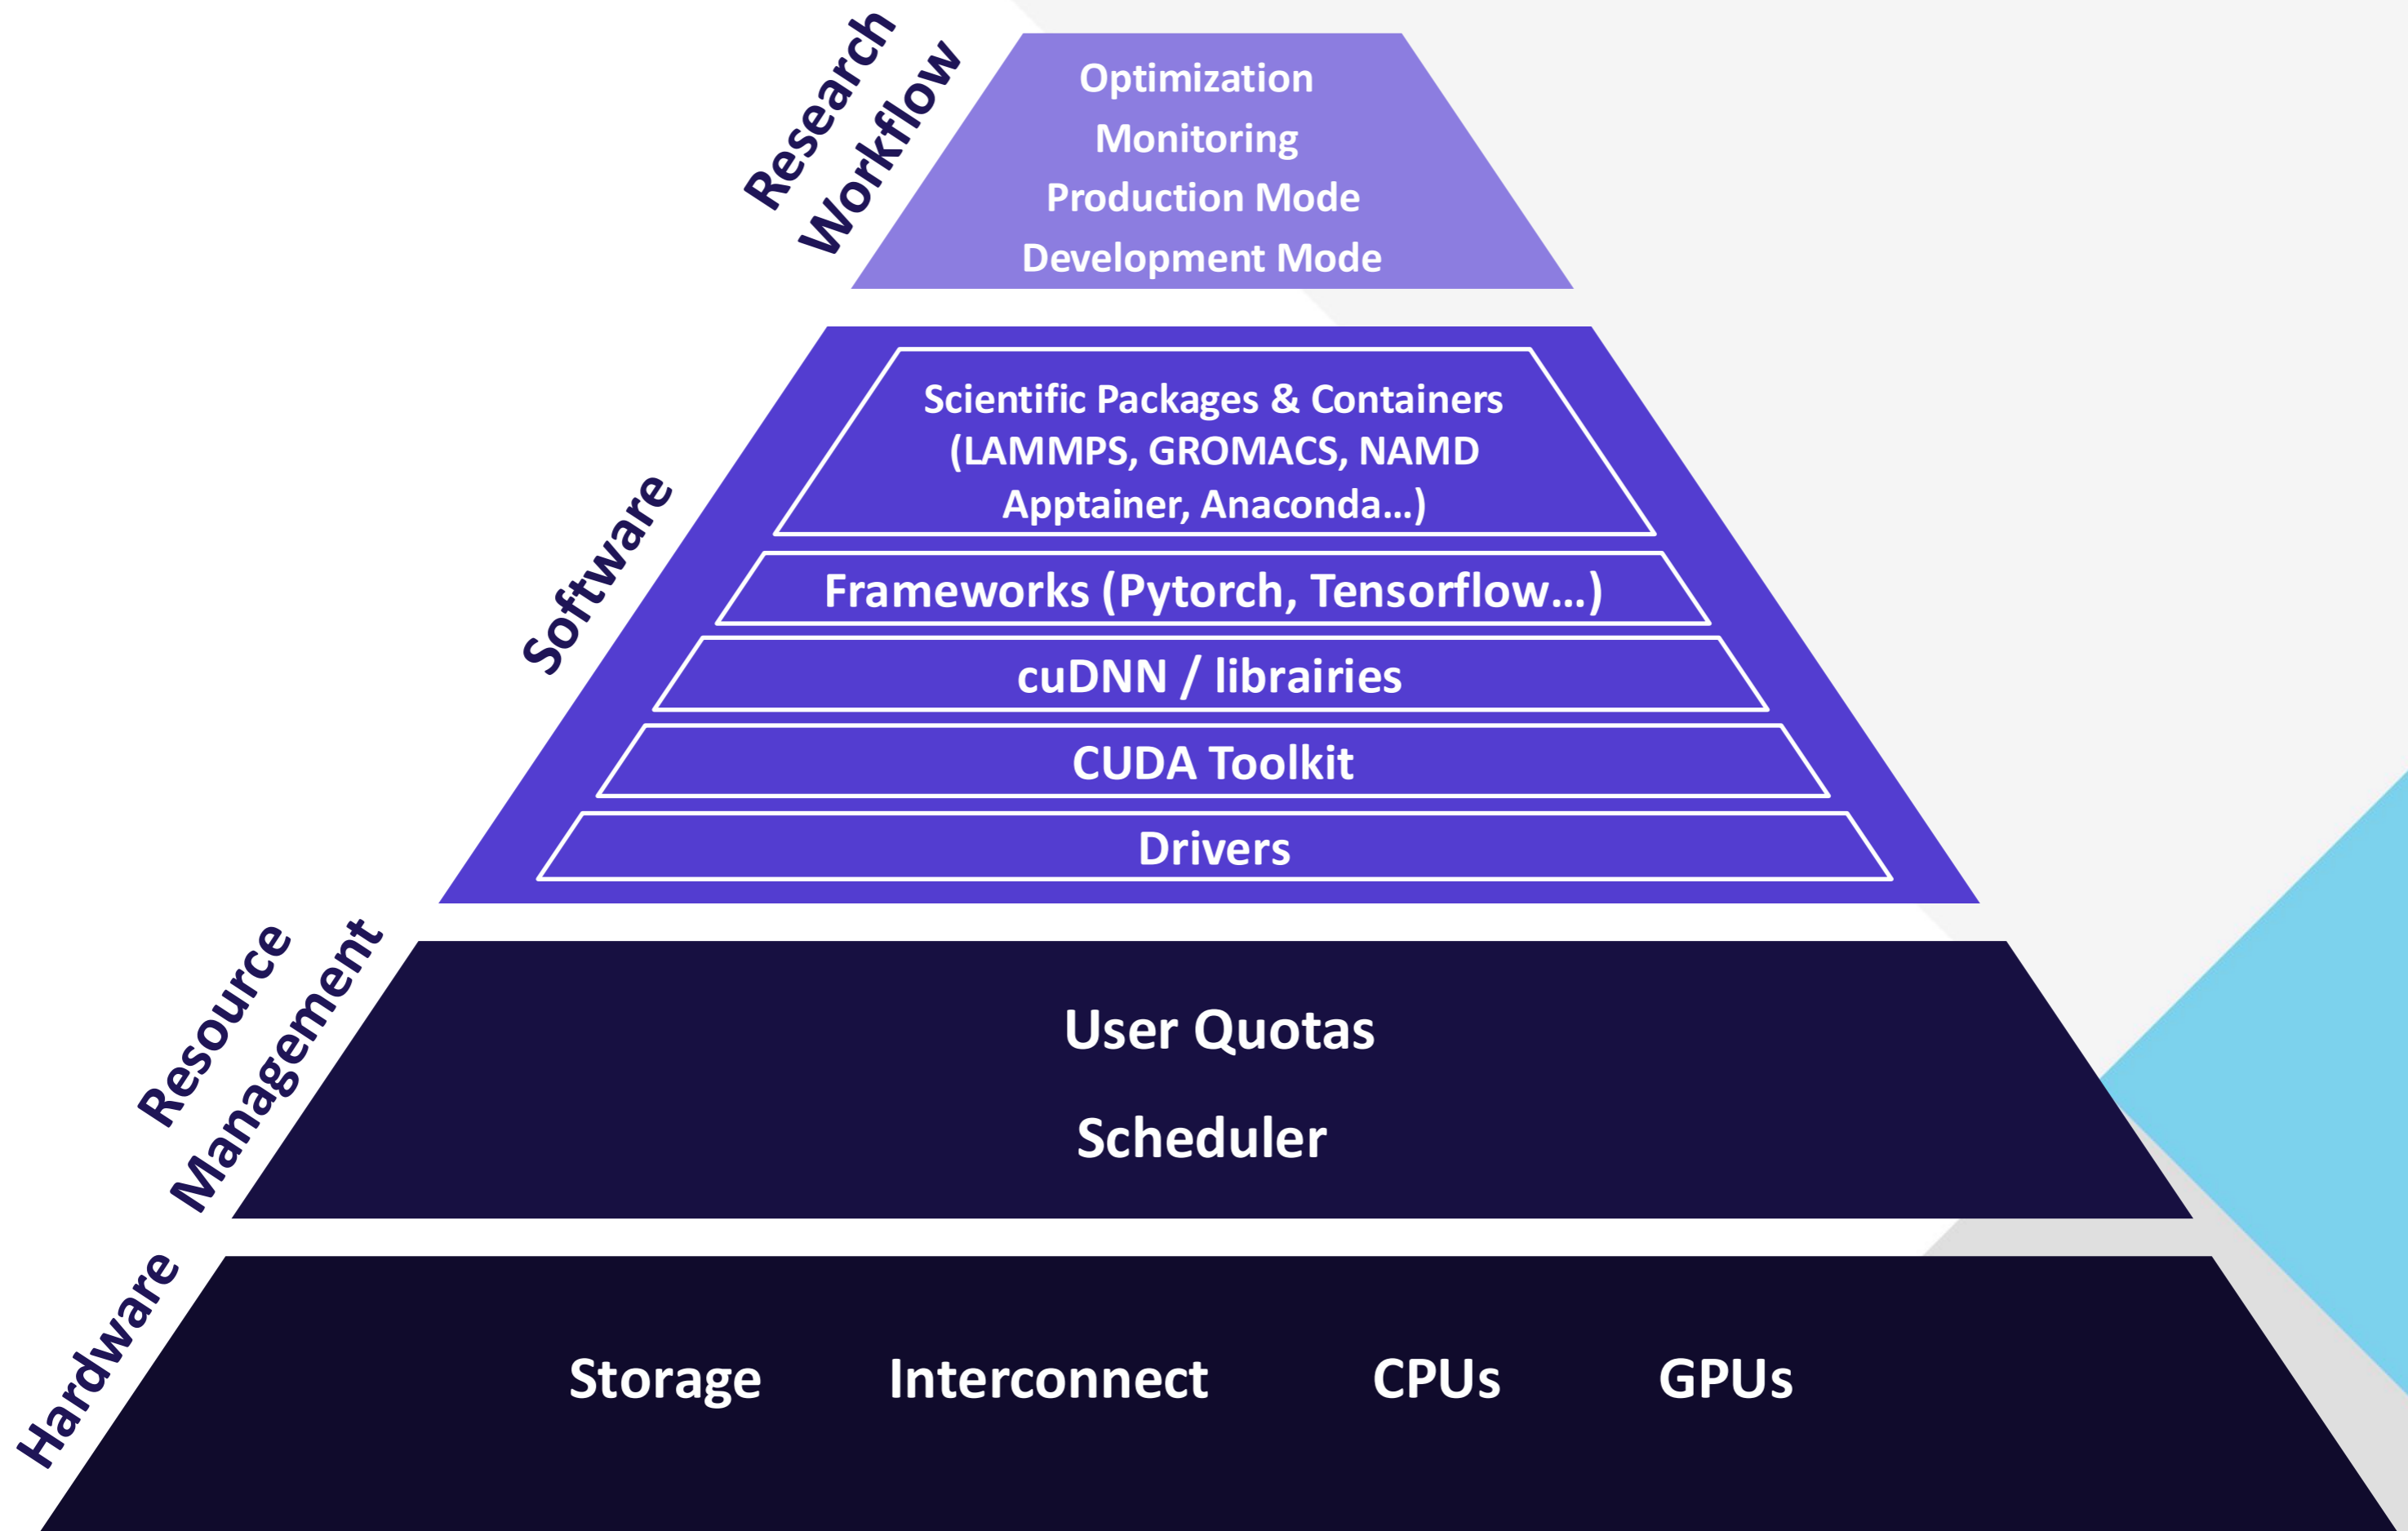 Research
Workflow
Optimization
Monitoring
Production Mode
Development Mode
Software
Scientific Packages & Containers
(LAMMPS, GROMACS, NAMD
Apptainer, Anaconda...)
Frameworks (Pytorch, Tensorflow...)
cuDNN / librairies
CUDA Toolkit
Drivers
Resource
Management
User Quotas
Scheduler
Hardware
Storage Interconnect CPUs GPUs